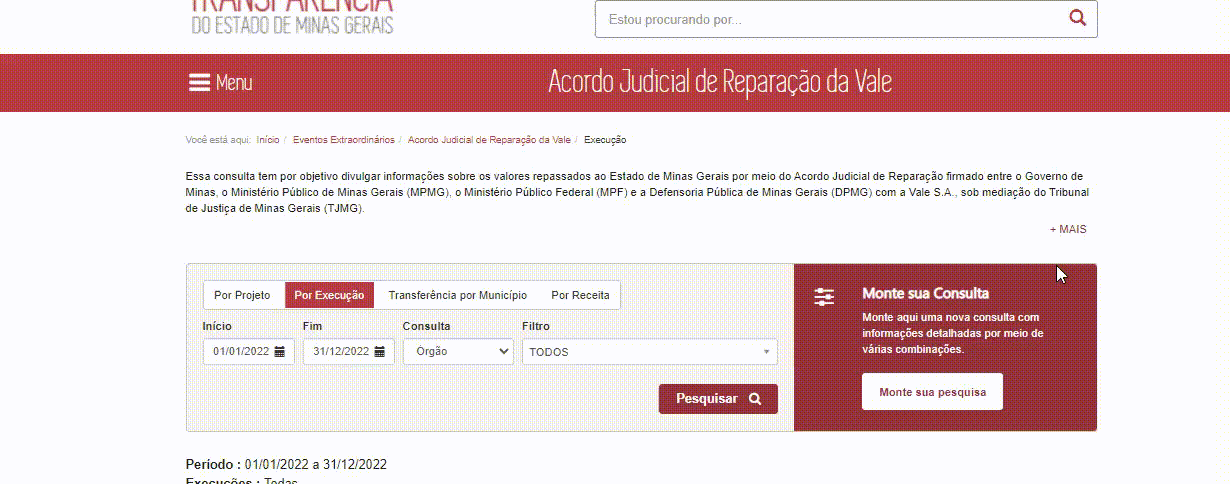 TRANSPARÊNCIA
DO ESTADO DE MINAS GERAIS
Estou procurando por...
Menu
Acordo Judicial de Reparação da Vale
Você está aqui: Início / Eventos Extraordinários / Acordo Judicial de Reparação da Vale / Execução
Essa consulta tem por objetivo divulgar informações sobre os valores repassados ao Estado de Minas Gerais por meio do Acordo Judicial de Reparação firmado entre o Governo de
Minas, o Ministério Público de Minas Gerais (MPMG), o Ministério Público Federal (MPF) e a Defensoria Pública de Minas Gerais (DPMG) com a Vale S.A., sob mediação do Tribunal
de Justiça de Minas Gerais (TJMG).
+ MAIS
Por Projeto Por Execução Transferência por Município Por Receita
Início Fim Consulta Filtro
01/01/2022 31/12/2022 Órgão TODOS
Pesquisar
Monte sua Consulta
Monte aqui uma nova consulta com
informações detalhadas por meio de
várias combinações.
Monte sua pesquisa
Período : 01/01/2022 a 31/12/2022
Execuções : Todas